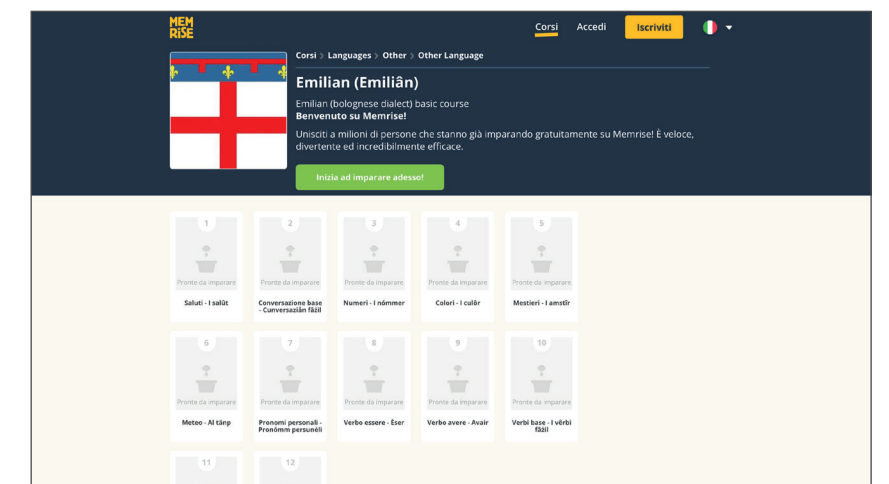 MEM
RiSE
Corsi
Accedi
Iscriviti
Corsi > Languages > Other > Other Language
Emilian (Emiliân)
Emilian (bolognese dialect) basic course
Benvenuto su Memrise!
Unisciti a milioni di persone che stanno già imparando gratuitamente su Memrise! È veloce,
divertente ed incredibilmente efficace.
Inizia ad imparare adesso!
1
2
3
4
5
Pronte da imparare
Pronte da imparare
Pronte da imparare
Pronte da imparare
Pronte da imparare
Saluti - I salût
Conversazione base
- Cunversaziån fâzil
Numeri - I nómmer
Colori - I culûr
Mestieri - I amstîr
6
7
8
9
10
Pronte da imparare
Pronte da imparare
Pronte da imparare
Pronte da imparare
Pronte da imparare
Meteo - Al tänp
Pronomi personali -
Pronómm persunèli
Verbo essere - Èser
Verbo avere - Avair
Verbi base - I vêrbi
fâzil
11
12